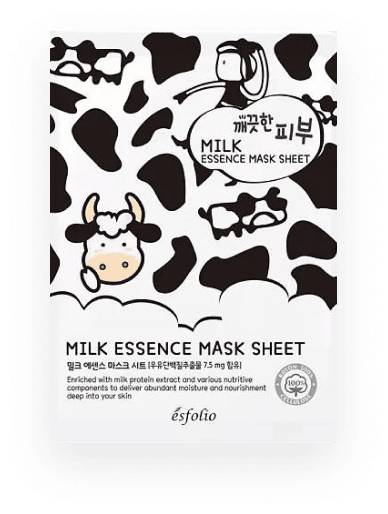 깨끗한 피부
MILK
ESSENCE MASK SHEET
MILK ESSENCE MASK SHEET
밀크 에센스 마스크 시트 [우유단백질추출물 7.5 mg 함유]
Enriched with milk protein extract and various nutritive
components to deliver abundant moisture and nourishment
deep into your skin
100%
CELLULOSE
esfolio